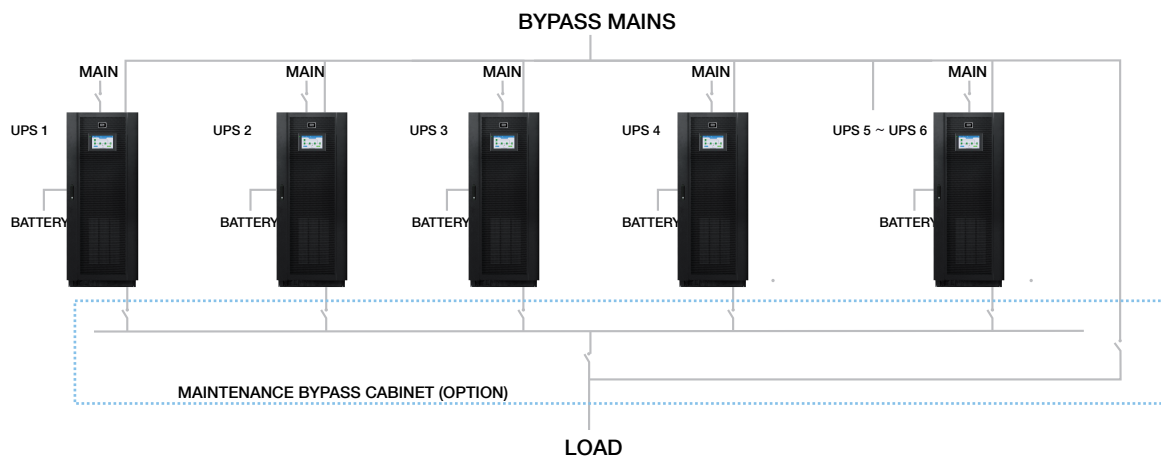 BYPASS MAINS
MAIN MAIN MAIN MAIN MAIN
UPS 1 UPS 2 UPS 3 UPS 4 UPS 5 ~ UPS 6
BATTERY BATTERY BATTERY BATTERY BATTERY
MAINTENANCE BYPASS CABINET (OPTION)
LOAD